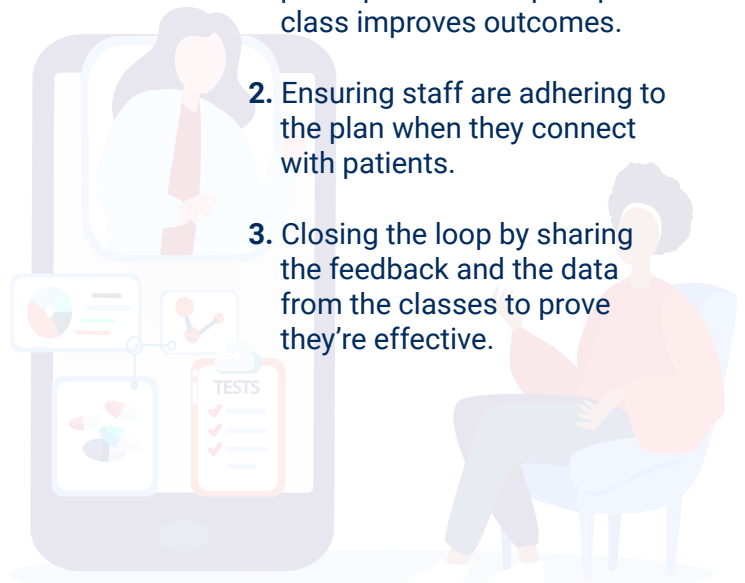 class improves outcomes.
2. Ensuring staff are adhering to
the plan when they connect
with patients.
3. Closing the loop by sharing
the feedback and the data
from the classes to prove
they’re effective.
TESTS